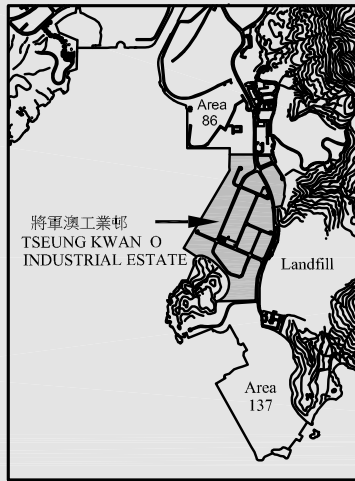 Area
86
將軍澳工業邨
TSEUNG KWAN O
INDUSTRIAL ESTATE
Landfill
Area
137